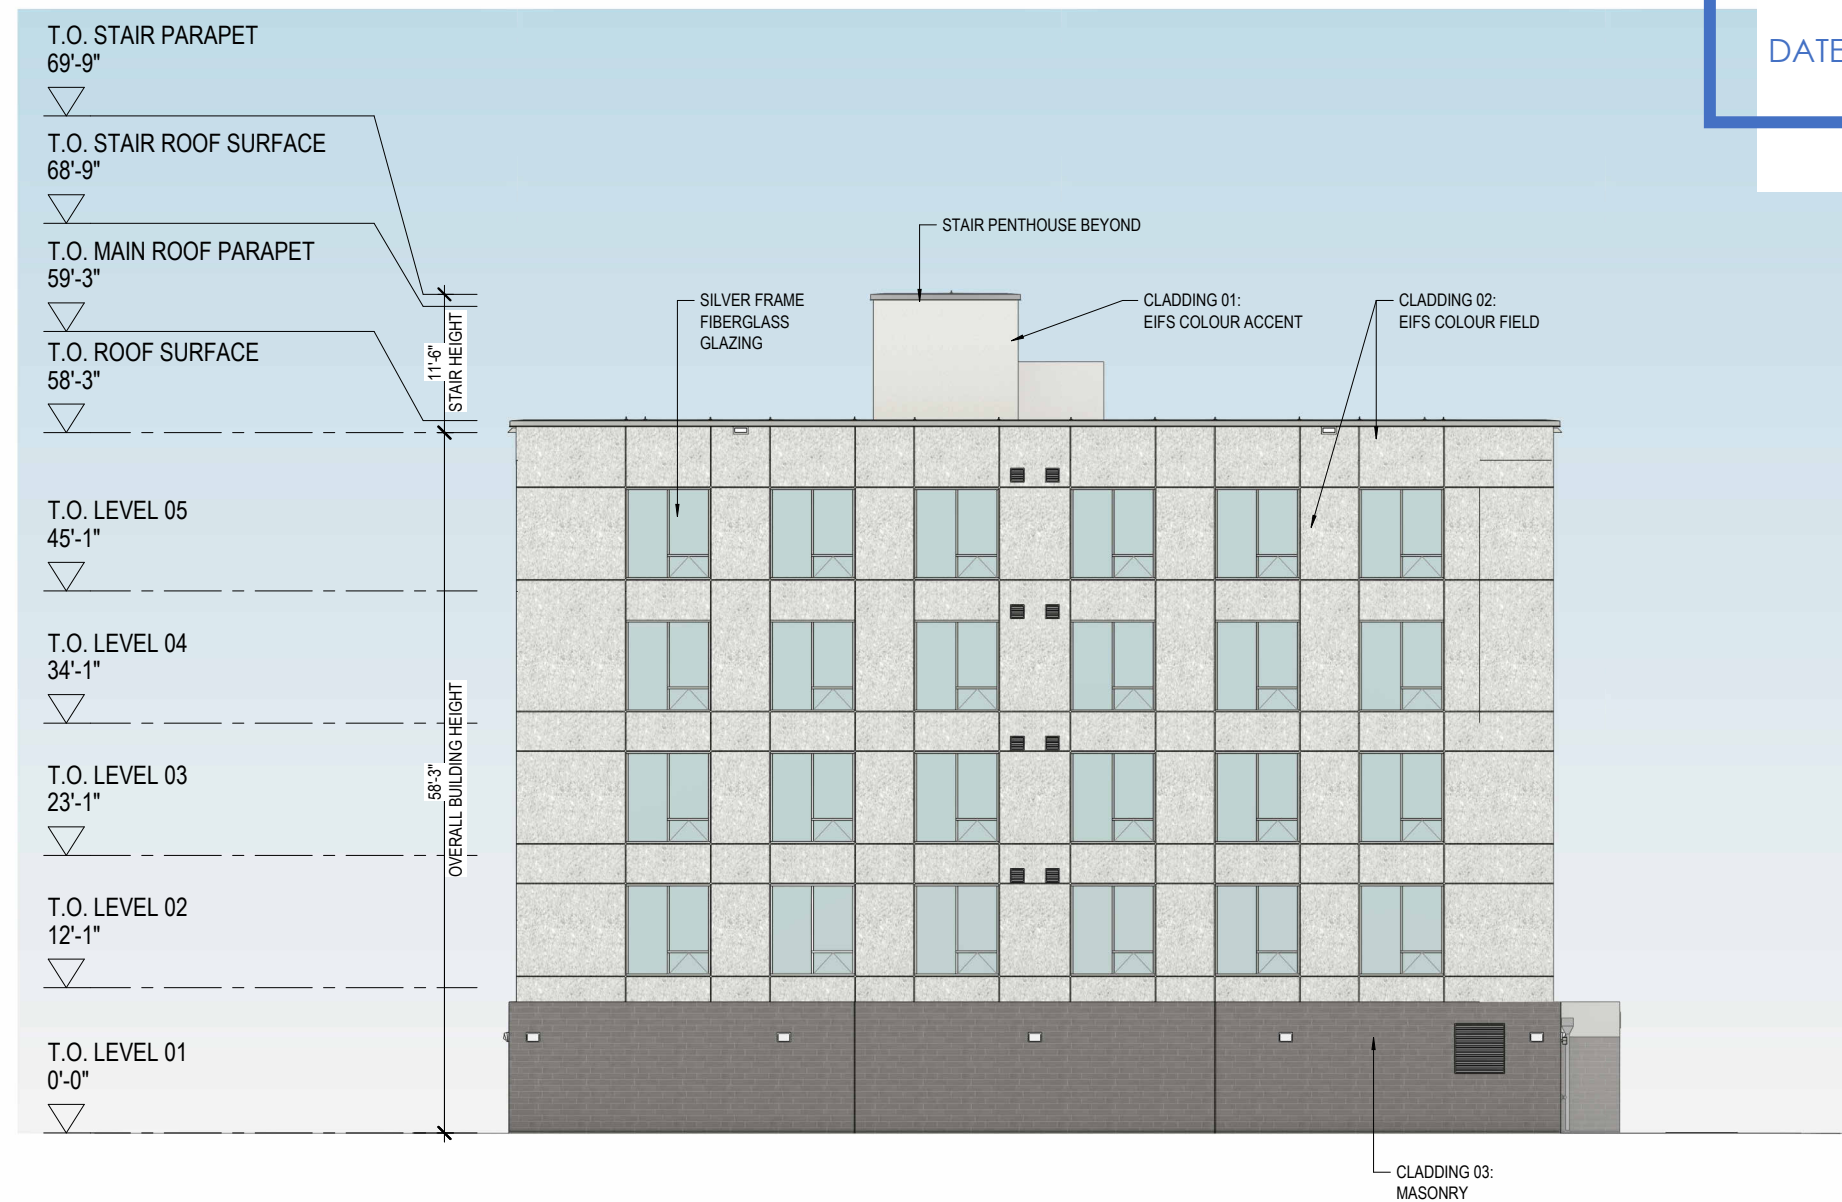 T.O. STAIR PARAPET
69'-9"
T.O. STAIR ROOF SURFACE
68'-9"
T.O. MAIN ROOF PARAPET
59'-3"
T.O. ROOF SURFACE
58'-3"
T.O. LEVEL 05
45'-1"
T.O. LEVEL 04
34'-1"
T.O. LEVEL 03
23'-1"
T.O. LEVEL 02
12'-1"
T.O. LEVEL 01
0'-0"
11'-6"
STAIR HEIGHT
58'-3"
OVERALL BUILDING HEIGHT
STAIR PENTHOUSE BEYOND
SILVER FRAME
FIBERGLASS
GLAZING
CLADDING 01:
EIFS COLOUR ACCENT
CLADDING 02:
EIFS COLOUR FIELD
CLADDING 03:
MASONRY
DATE